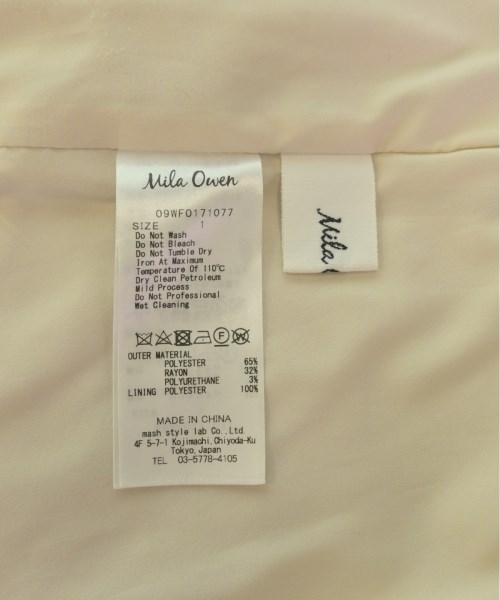 Mila Owen
09WFO171077
SIZE 1
Do Not Wash
Do Not Bleach
Do Not Tumble Dry
Iron At Maximum
Temperature Of 110℃
Dry Clean Petroleum
Mild Process
Do Not Professional
Wet Cleaning
F
W
OUTER MATERIAL
POLYESTER 65%
RAYON 32%
POLYURETHANE 3%
LINING POLYESTER 100%
MADE IN CHINA
mash style lab Co.,Ltd.
4F 5-7-1 Kojimachi,Chiyoda-Ku
Tokyo,Japan
TEL 03-5778-4105
Mila O